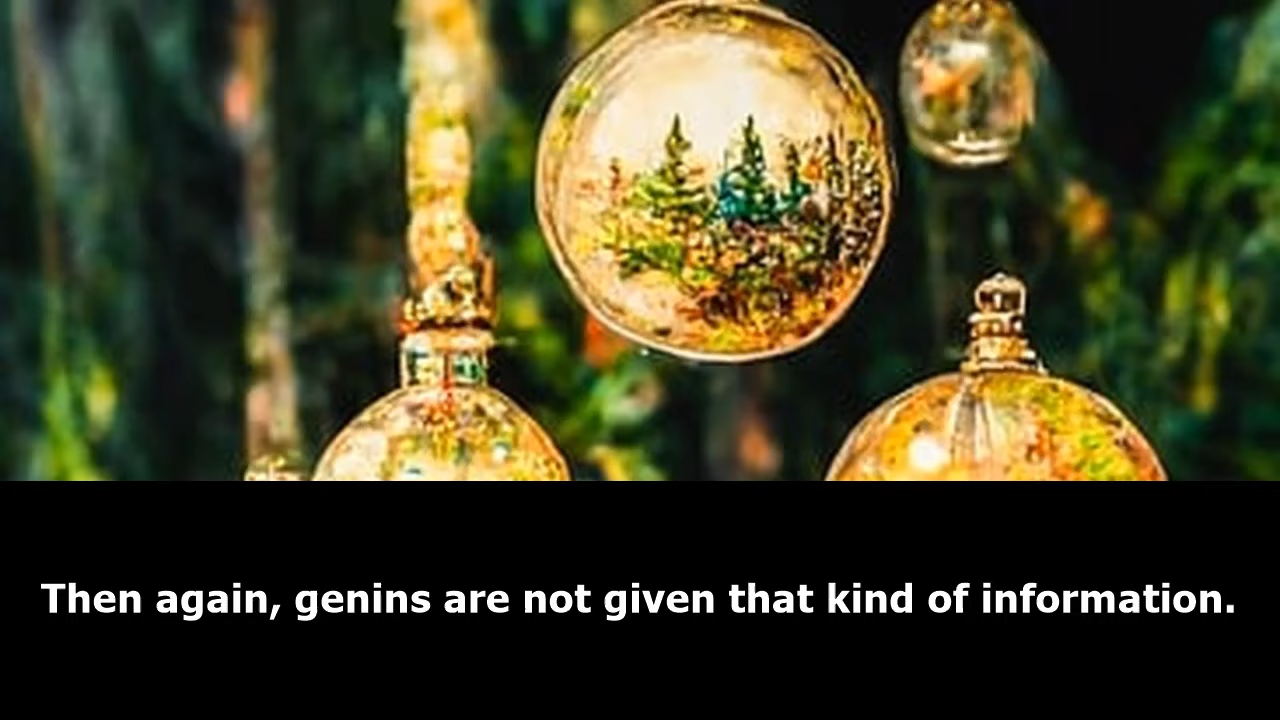 Then again, genins are not given that kind of information.